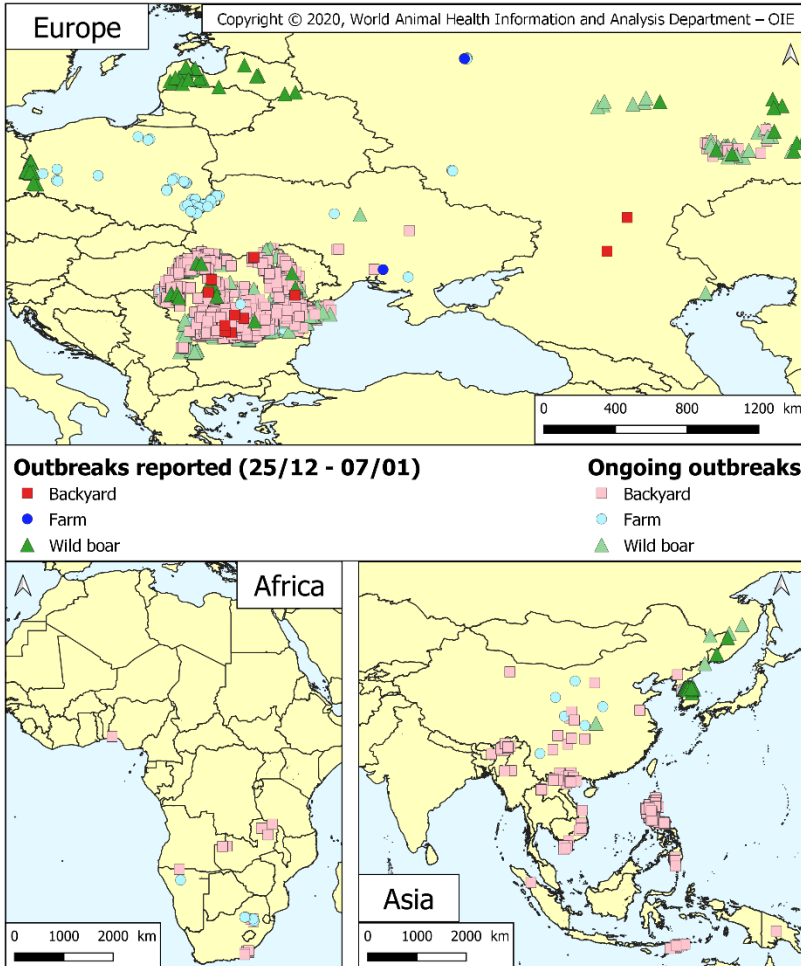 Europe
Copyright © 2020, World Animal Health Information and Analysis Department – OIE
0 400 800 1200 km
Outbreaks reported (25/12 - 07/01)
Backyard
Farm
Wild boar
Ongoing outbreaks
Backyard
Farm
Wild boar
Africa
0 1000 2000 km
Asia
0 1000 2000 km